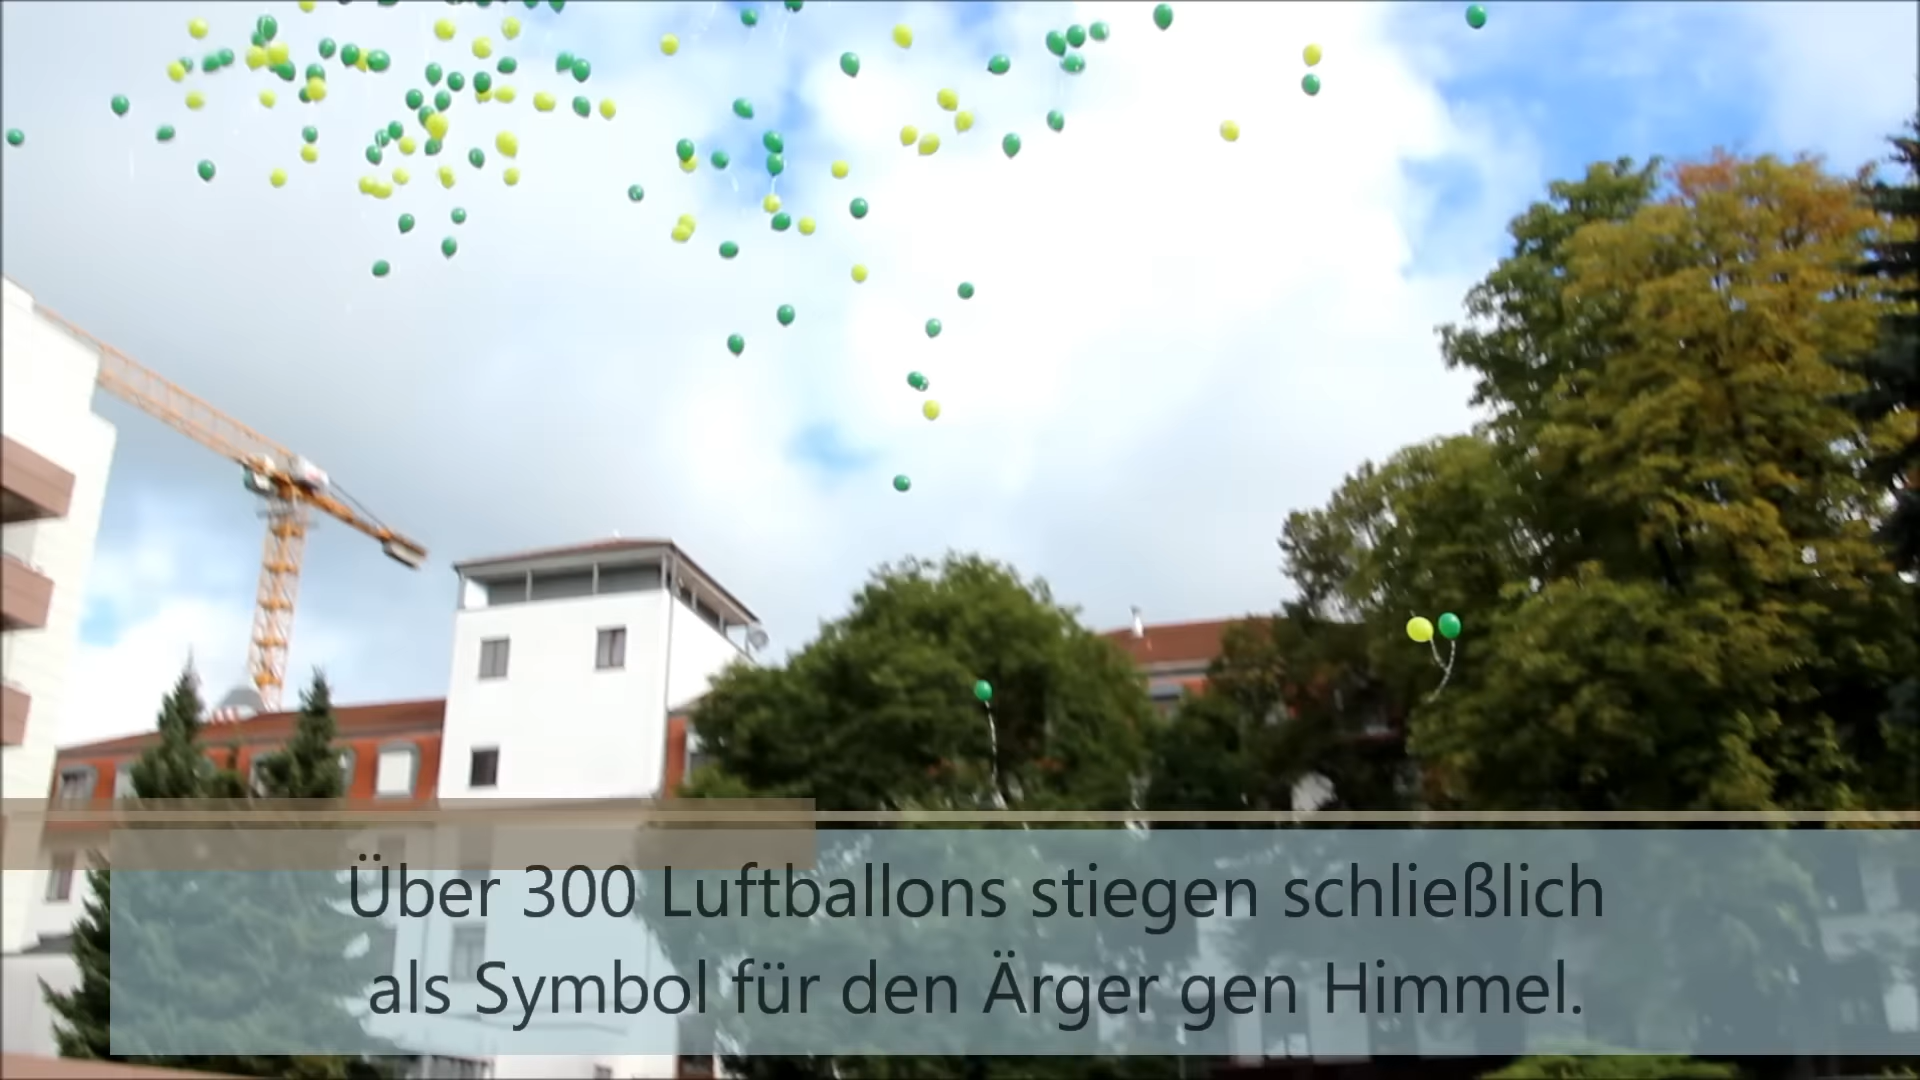 Über 300 Luftballons stiegen schließlich
als Symbol für den Ärger gen Himmel.